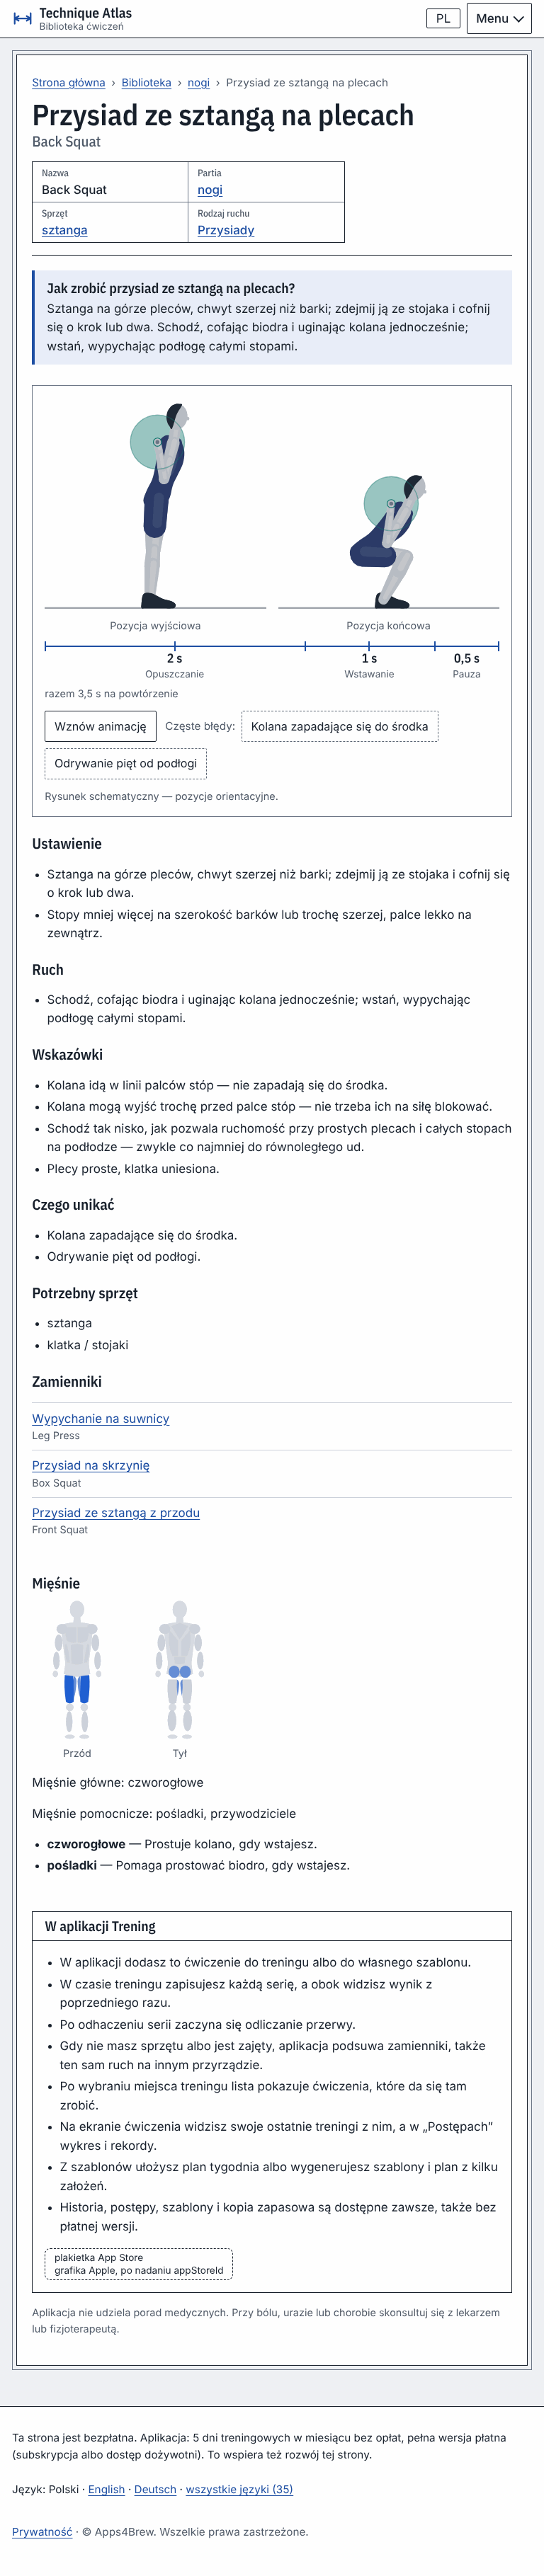 Technique Atlas
Biblioteka ćwiczeń
PL
Menu
Strona główna › Biblioteka › nogi › Przysiad ze sztangą na plecach
Przysiad ze sztangą na plecach
Back Squat
Nazwa
Back Squat
Partia
nogi
Sprzęt
sztanga
Rodzaj ruchu
Przysiady
Jak zrobić przysiad ze sztangą na plecach?
Sztanga na górze pleców, chwyt szerzej niż barki; zdejmij ją ze stojaka i cofnij
się o krok lub dwa. Schodź, cofając biodra i uginając kolana jednocześnie;
wstań, wypychając podłogę całymi stopami.
Pozycja wyjściowa
Pozycja końcowa
2 s
1 s
0,5 s
Opuszczanie
Wstawanie
Pauza
razem 3,5 s na powtórzenie
Wznów animację
Częste błędy:
Kolana zapadające się do środka
Odrywanie pięt od podłogi
Rysunek schematyczny — pozycje orientacyjne.
Ustawienie
• Sztanga na górze pleców, chwyt szerzej niż barki; zdejmij ją ze stojaka i cofnij się
o krok lub dwa.
• Stopy mniej więcej na szerokość barków lub trochę szerzej, palce lekko na
zewnątrz.
Ruch
• Schodź, cofając biodra i uginając kolana jednocześnie; wstań, wypychając
podłogę całymi stopami.
Wskazówki
• Kolana idą w linii palców stóp — nie zapadają się do środka.
• Kolana mogą wyjść trochę przed palce stóp — nie trzeba ich na siłę blokować.
• Schodź tak nisko, jak pozwala ruchomość przy prostych plecach i całych stopach
na podłodze — zwykle co najmniej do równoległego ud.
• Plecy proste, klatka uniesiona.
Czego unikać
• Kolana zapadające się do środka.
• Odrywanie pięt od podłogi.
Potrzebny sprzęt
• sztanga
• klatka / stojaki
Zamienniki
Wypychanie na suwnicy
Leg Press
Przysiad na skrzynię
Box Squat
Przysiad ze sztangą z przodu
Front Squat
Mięśnie
Przód
Tył
Mięśnie główne: czworogłowe
Mięśnie pomocnicze: pośladki, przywodziciele
• czworogłowe — Prostuje kolano, gdy wstajesz.
• pośladki — Pomaga prostować biodro, gdy wstajesz.
W aplikacji Trening
• W aplikacji dodasz to ćwiczenie do treningu albo do własnego szablonu.
• W czasie treningu zapisujesz każdą serię, a obok widzisz wynik z
poprzedniego razu.
• Po odhaczeniu serii zaczyna się odliczanie przerwy.
• Gdy nie masz sprzętu albo jest zajęty, aplikacja podsuwa zamienniki, także
ten sam ruch na innym przyrządzie.
• Po wybraniu miejsca treningu lista pokazuje ćwiczenia, które da się tam
zrobić.
• Na ekranie ćwiczenia widzisz swoje ostatnie treningi z nim, a w „Postępach”
wykres i rekordy.
• Z szablonów ułożysz plan tygodnia albo wygenerujesz szablony i plan z kilku
założeń.
• Historia, postępy, szablony i kopia zapasowa są dostępne zawsze, także bez
płatnej wersji.
plakietka App Store
grafika Apple, po nadaniu appStoreId
Aplikacja nie udziela porad medycznych. Przy bólu, urazie lub chorobie skonsultuj się z lekarzem
lub fizjoterapeutą.
Ta strona jest bezpłatna. Aplikacja: 5 dni treningowych w miesiącu bez opłat, pełna wersja płatna
(subskrypcja albo dostęp dożywotni). To wspiera też rozwój tej strony.
Język: Polski · English · Deutsch · wszystkie języki (35)
Prywatność · © Apps4Brew. Wszelkie prawa zastrzeżone.